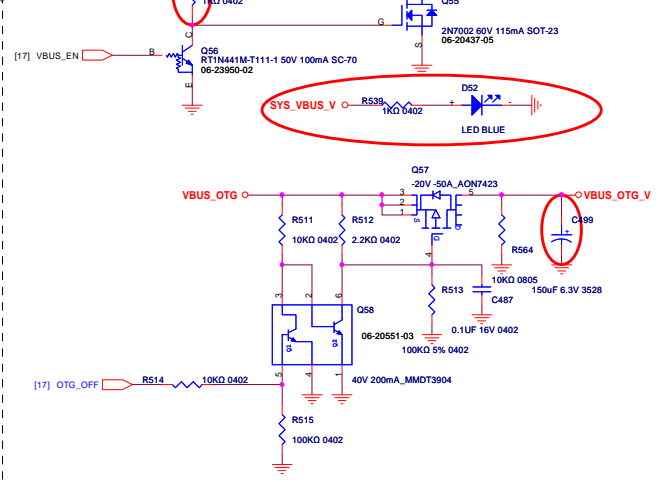 1KΩ 0402
Q55
G
2N7002 60V 115mA SOT-23
06-20437-05
S
C
[17] VBUS_EN
B
Q56
RT1N441M-T111-1 50V 100mA SC-70
06-23950-02
E
D52
SYS_VBUS_V
R539
+
-
1KΩ 0402
LED BLUE
Q57
-20V -50A_AON7423
VBUS_OTG
3
2
1
S
D
5
VBUS_OTG_V
G
4
R511
10KΩ 0402
R512
2.2KΩ 0402
R564
10KΩ 0805
C499
+
150uF 6.3V 3528
R513
100KΩ 5% 0402
C487
0.1UF 16V 0402
3
2
6
Q58
06-20551-03
Q1
Q2
5
4
1
40V 200mA_MMDT3904
[17] OTG_OFF
R514
10KΩ 0402
R515
100KΩ 0402